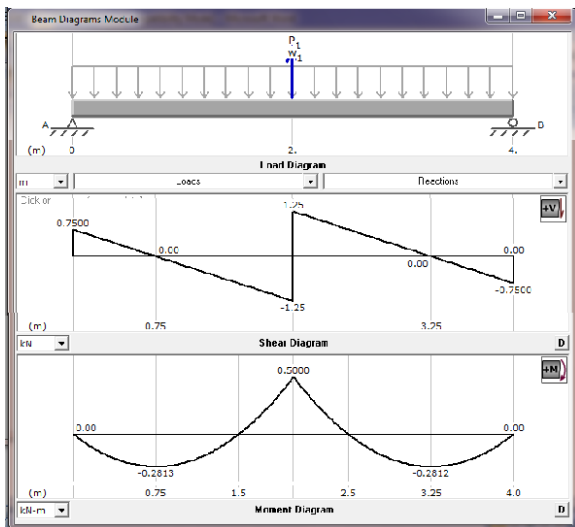 Beam Diagrams Module
P1
w1
A
D
(m) 0 2. 4.
Load Diagram
m Loads Reactions
1.25
+V
0.7500
0.00 0.00
0.00
-0.7500
-1.25
(m) 0.75 3.25
kN Shear Diagram D
0.5000
+M
0.00 0.00
-0.2813 -0.2812
(m) 0.75 1.5 2.5 3.25 4.0
kN-m Moment Diagram D